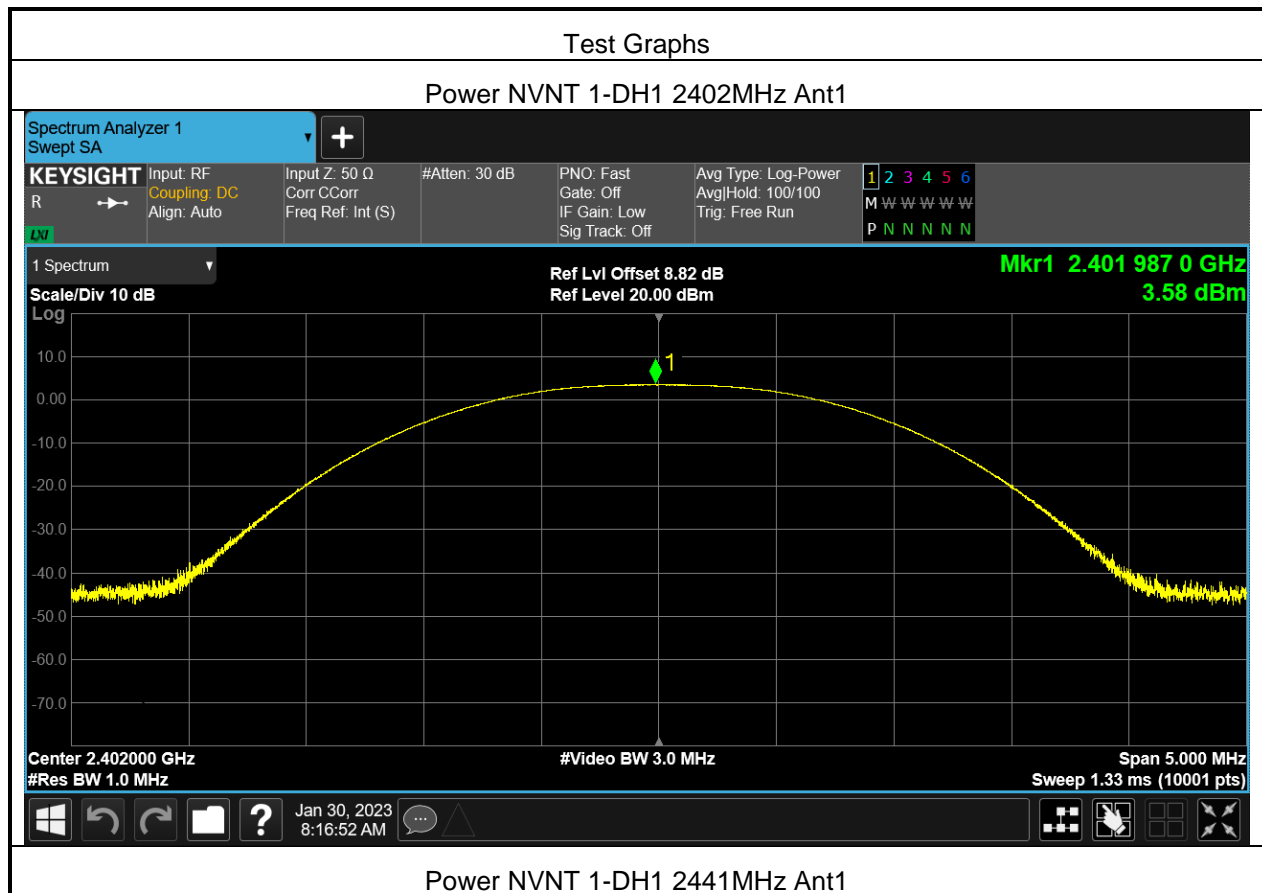 Test Graphs
Power NVNT 1-DH1 2402MHz Ant1
Spectrum Analyzer 1
Swept SA
KEYSIGHT
R
LXI
Input: RF
Coupling: DC
Align: Auto
Input Z: 50 Ω
Corr CCorr
Freq Ref: Int (S)
#Atten: 30 dB
PNO: Fast
Gate: Off
IF Gain: Low
Sig Track: Off
Avg Type: Log-Power
Avg|Hold: 100/100
Trig: Free Run
1 2 3 4 5 6
M W W W W W
P N N N N N
1 Spectrum
Scale/Div 10 dB
Log
Ref Lvl Offset 8.82 dB
Ref Level 20.00 dBm
Mkr1 2.401 987 0 GHz
3.58 dBm
1
10.0
0.00
-10.0
-20.0
-30.0
-40.0
-50.0
-60.0
-70.0
Center 2.402000 GHz
#Res BW 1.0 MHz
#Video BW 3.0 MHz
Span 5.000 MHz
Sweep 1.33 ms (10001 pts)
?
Jan 30, 2023
8:16:52 AM
Power NVNT 1-DH1 2441MHz Ant1